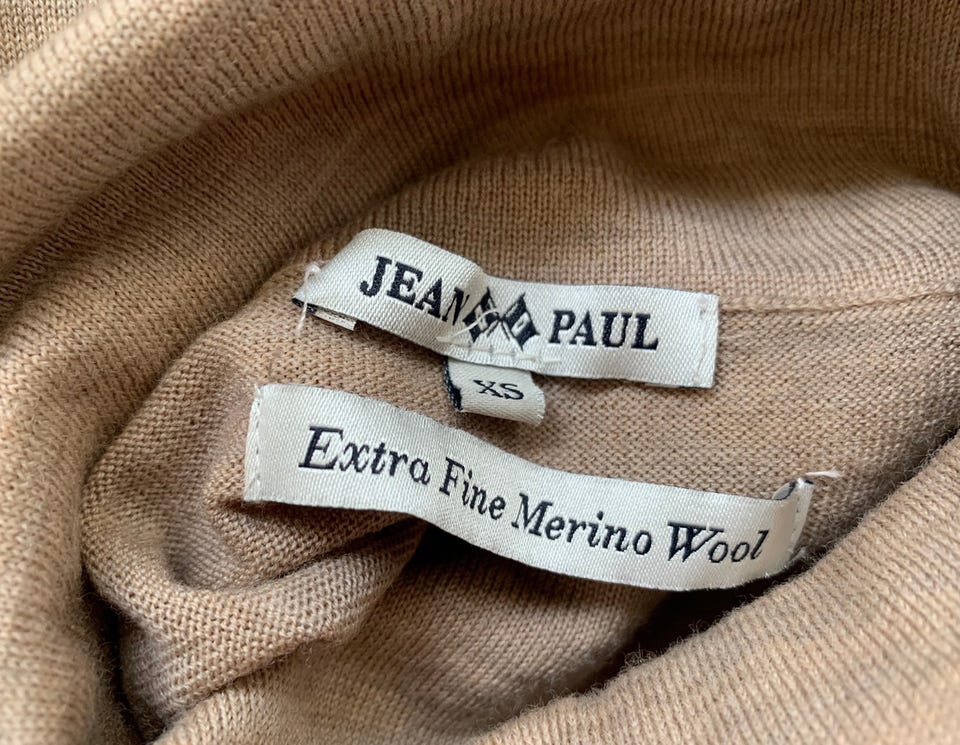 JEAN PAUL
XS
Extra Fine Merino Wool